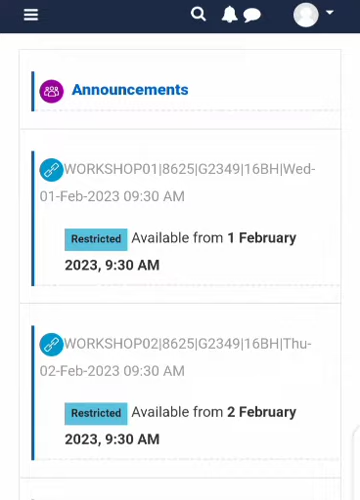 Announcements
WORKSHOP01|8625|G2349|16BH|Wed-
01-Feb-2023 09:30 AM
Restricted Available from 1 February
2023, 9:30 AM
WORKSHOP02|8625|G2349|16BH|Thu-
02-Feb-2023 09:30 AM
Restricted Available from 2 February
2023, 9:30 AM